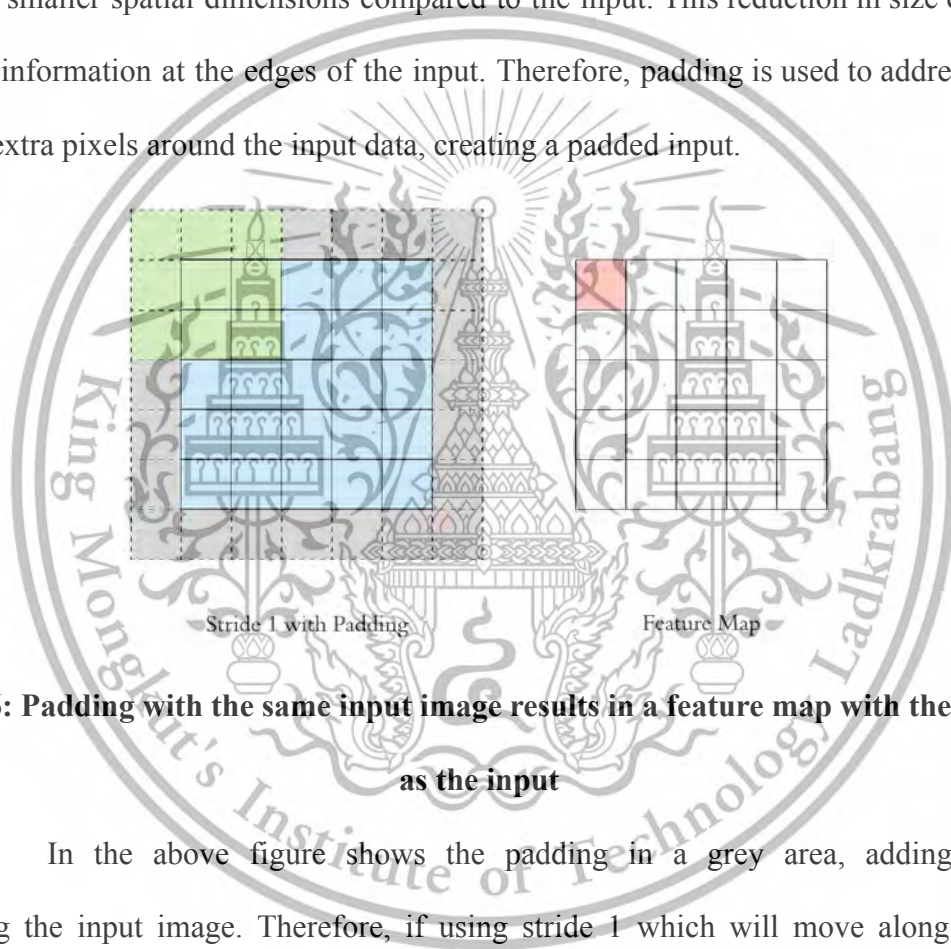 smaller spatial dimensions compared to the input. This reduction in size
information at the edges of the input. Therefore, padding is used to
extra pixels around the input data, creating a padded input.
Stride 1 with Padding
Feature Map
: Padding with the same input image results in a feature map with the
as the input
In the above figure shows the padding in a grey area, adding
the input image. Therefore, if using stride 1 which will move along
King Mongkut's Institute of Technology Ladkrabang